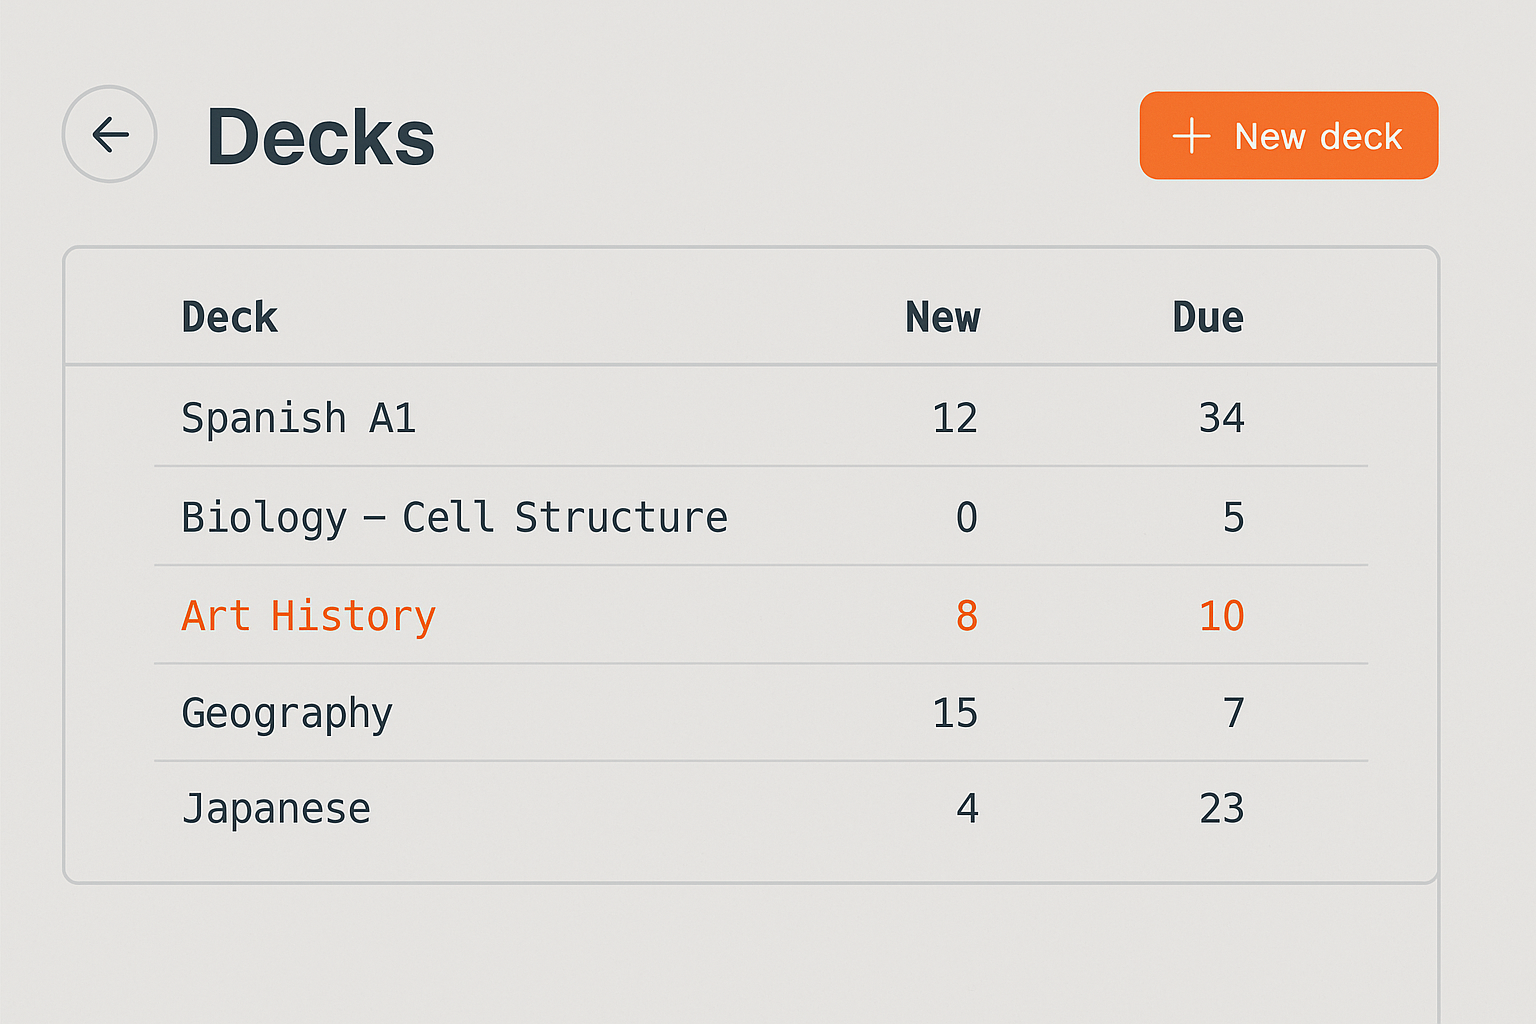 Decks
+ New deck
Deck New Due
Spanish A1 12 34
Biology – Cell Structure 0 5
Art History 8 10
Geography 15 7
Japanese 4 23